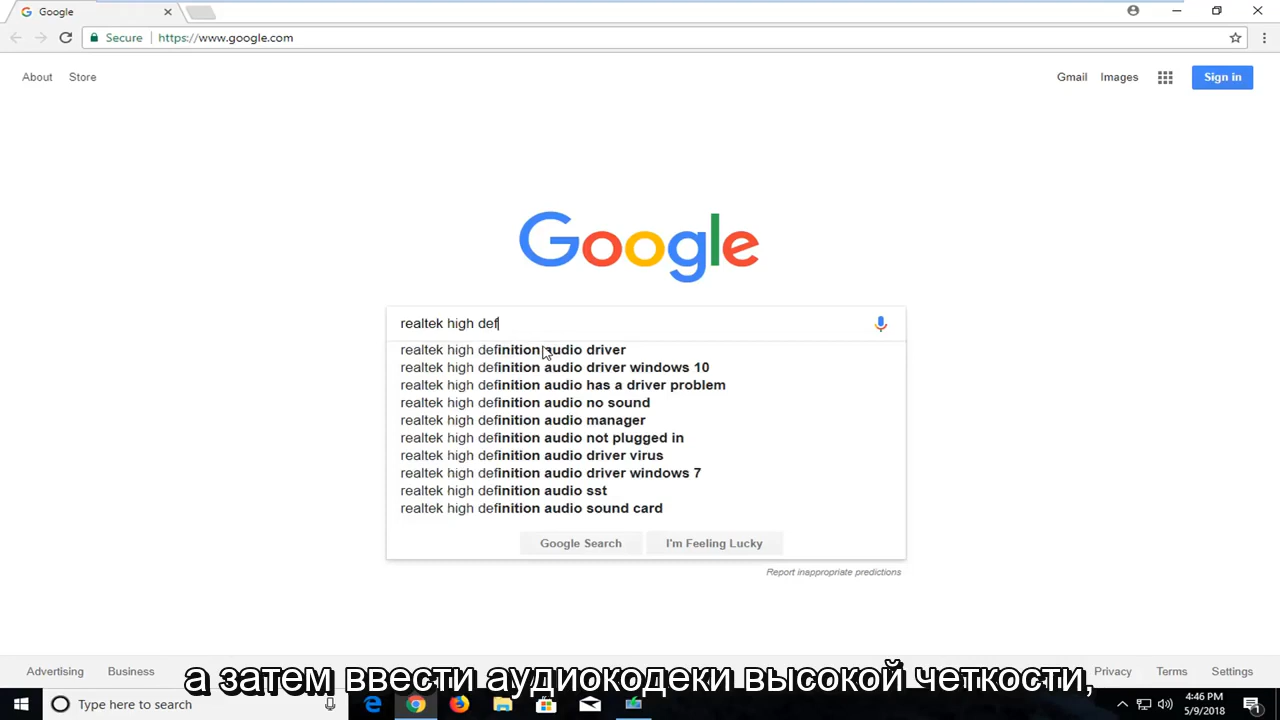 Google
Secure https://www.google.com
About Store
Gmail Images Sign in
Google
realtek high def
realtek high definition audio driver
realtek high definition audio driver windows 10
realtek high definition audio has a driver problem
realtek high definition audio no sound
realtek high definition audio manager
realtek high definition audio not plugged in
realtek high definition audio driver virus
realtek high definition audio driver windows 7
realtek high definition audio sst
realtek high definition audio sound card
Google Search I'm Feeling Lucky
Report inappropriate predictions
Advertising Business Privacy Terms Settings
а затем ввести аудиокодеки высокой четкости,
Type here to search
4:46 PM
5/9/2018
1